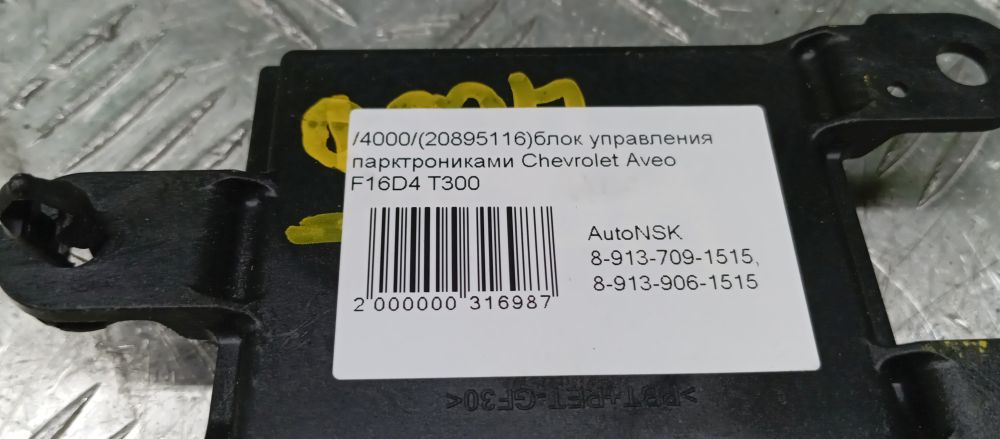 /4000/(20895116)блок управления
парктрониками Chevrolet Aveo
F16D4 T300
AutoNSK
8-913-709-1515,
8-913-906-1515
2 000000 316987
>PBT+PET-GF30<